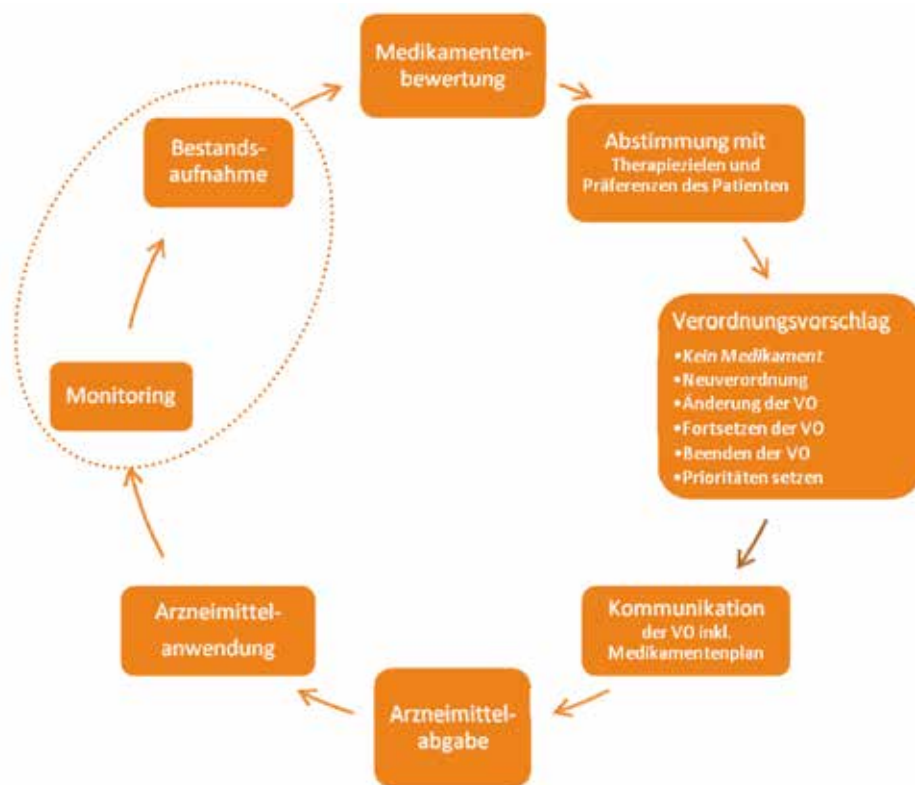 Medikamenten-
bewertung
Abstimmung mit
Therapiezielen und
Präferenzen des Patienten
Verordnungsvorschlag
•Kein Medikament
•Neuverordnung
•Änderung der VO
•Fortsetzen der VO
•Beenden der VO
•Prioritäten setzen
Kommunikation
der VO inkl.
Medikamentenplan
Arzneimittel-
abgabe
Arzneimittel-
anwendung
Monitoring
Bestands-
aufnahme